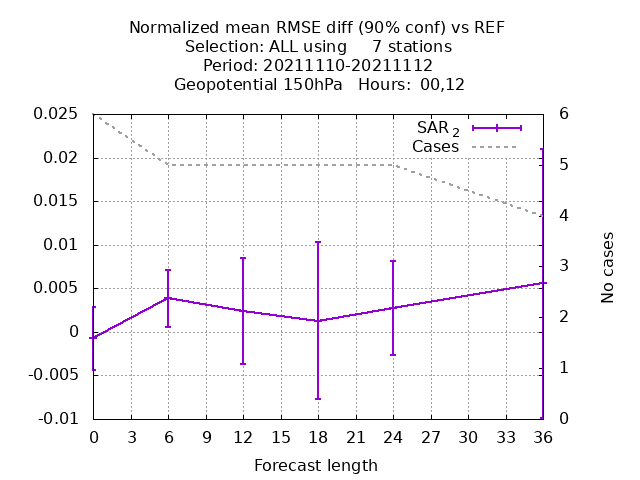 Normalized mean RMSE diff (90% conf) vs REF
Selection: ALL using 7 stations
Period: 20211110-20211112
Geopotential 150hPa Hours: 00,12
SAR 2
Cases
0.025
0.02
0.015
0.01
0.005
0
-0.005
-0.01
6
5
4
3
2
1
0
No cases
0 3 6 9 12 15 18 21 24 27 30 33 36
Forecast length